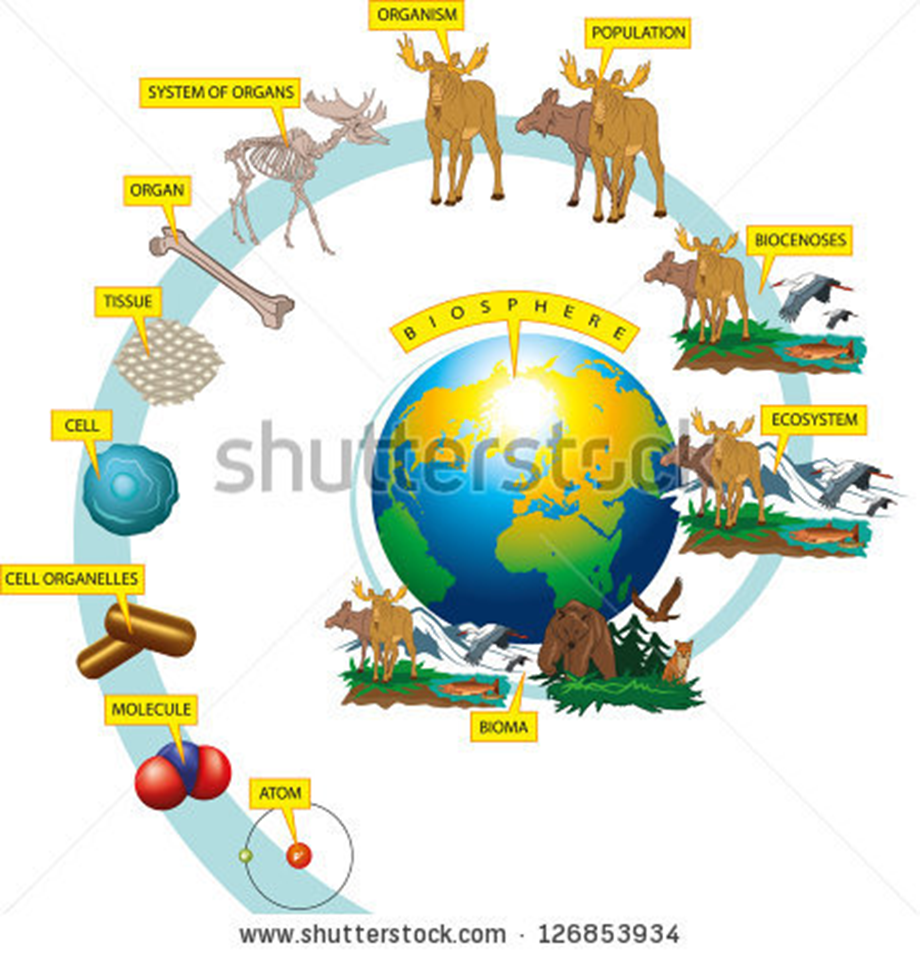 ORGANISM
POPULATION
SYSTEM OF ORGANS
ORGAN
BIOCENOSES
TISSUE
BIOSPHERE
CELL
ECOSYSTEM
shutterstock
CELL ORGANELLES
MOLECULE
BIOMA
ATOM
www.shutterstock.com · 126853934